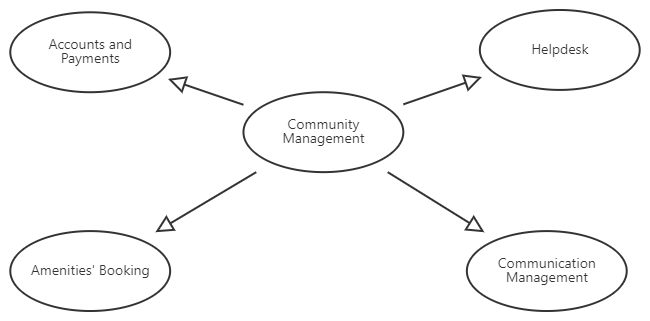 Accounts and
Payments
Helpdesk
Community
Management
Amenities' Booking
Communication
Management